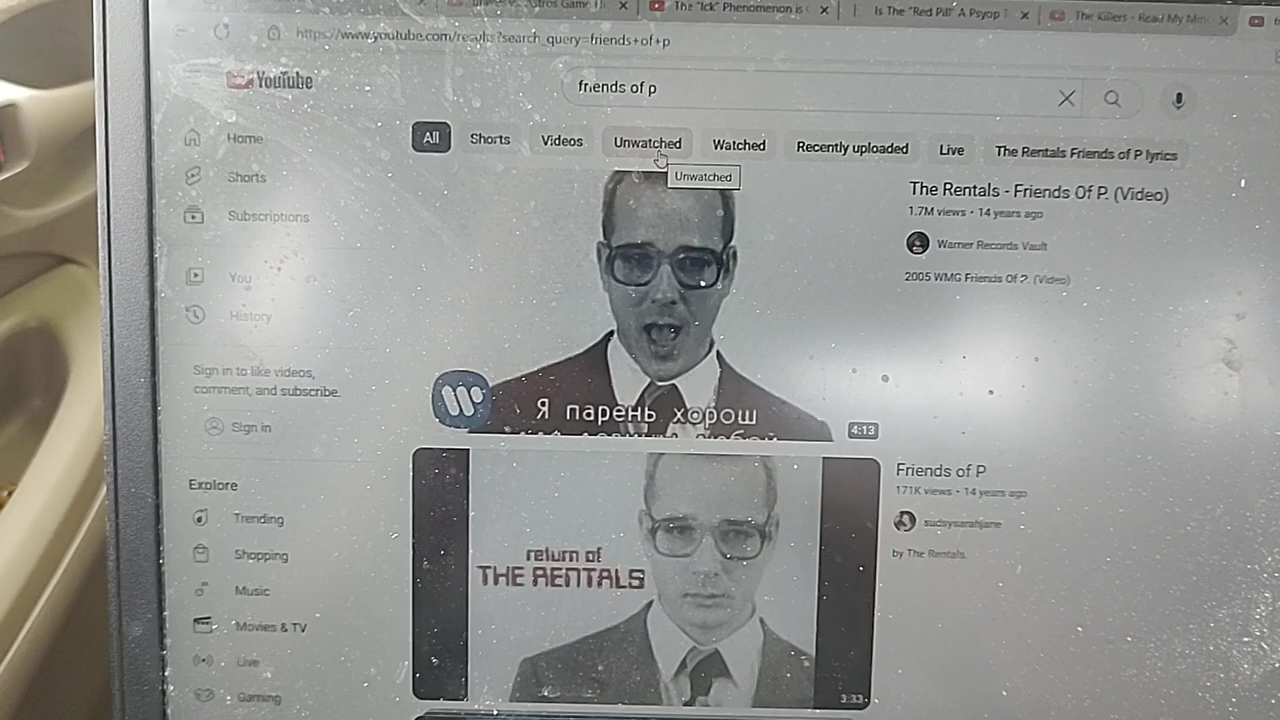 The "Ick" Phenomenon is
Is The "Red Pill" A Psyop
The Killers - Read My Mind
https://www.youtube.com/results?search_query=friends+of+p
YouTube
friends of p
All
Shorts
Videos
Unwatched
Watched
Recently uploaded
Live
The Rentals Friends of P lyrics
Unwatched
Home
Shorts
Subscriptions
You
History
Sign in to like videos,
comment, and subscribe.
Sign in
Explore
Trending
Shopping
Music
Movies & TV
Live
Gaming
Я парень хорош
4:13
The Rentals - Friends Of P. (Video)
1.7M views • 14 years ago
Warner Records Vault
2005 WMG Friends Of P. (Video)
return of
THE RENTALS
3:33
Friends of P
171K views • 14 years ago
sudsysarahjane
by The Rentals.